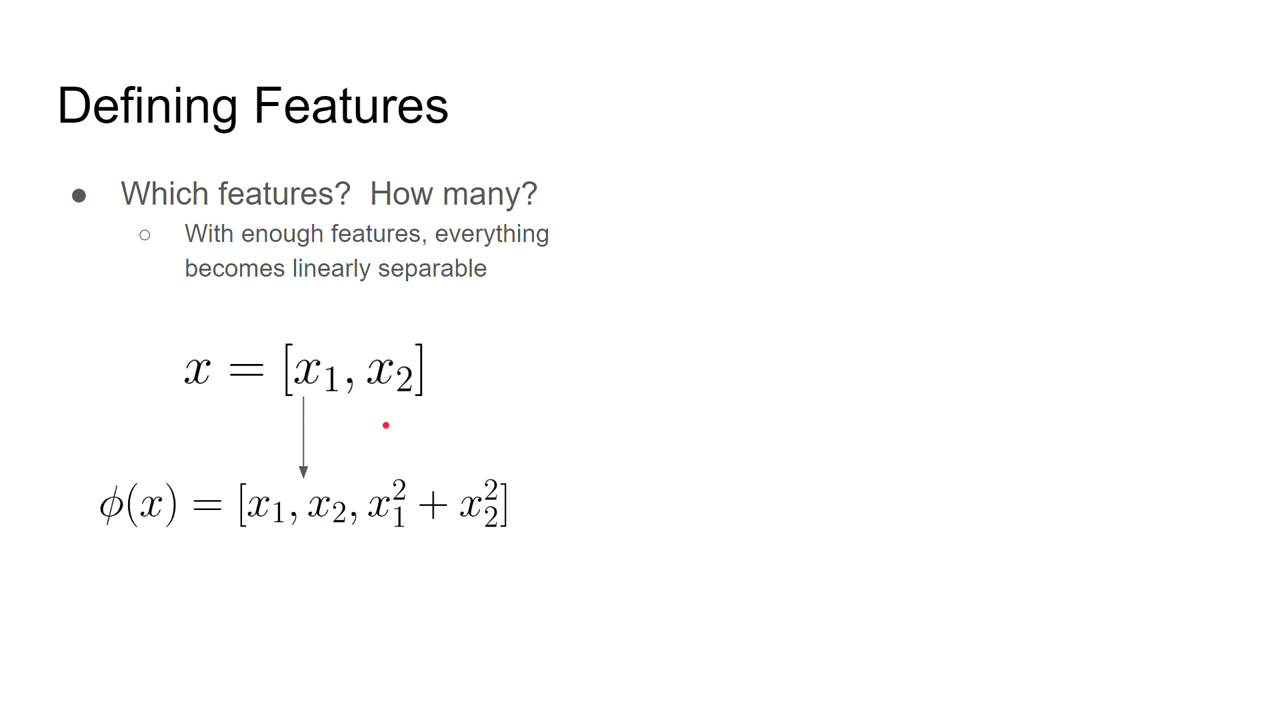 Defining Features
● Which features? How many?
○ With enough features, everything
becomes linearly separable
x = [x₁, x₂]
ϕ(x) = [x₁, x₂, x₁² + x₂²]